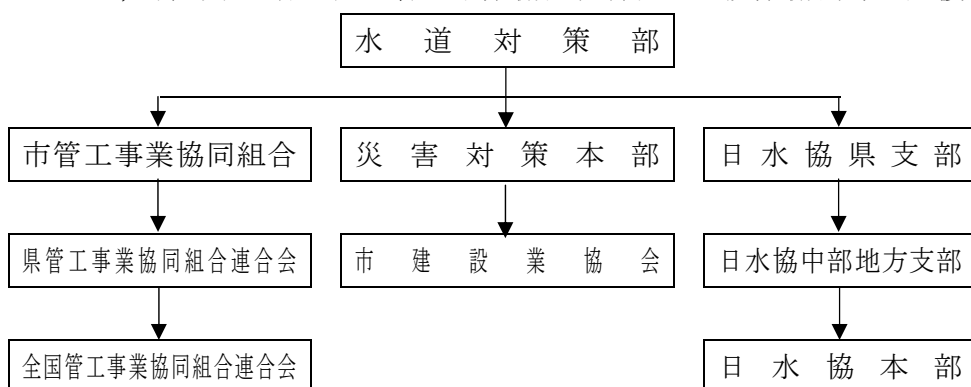 水道対策部
市管工事業協同組合
災害対策本部
日水協県支部
県管工事業協同組合連合会
市建設業協会
日水協中部地方支部
全国管工事業協同組合連合会
日水協本部